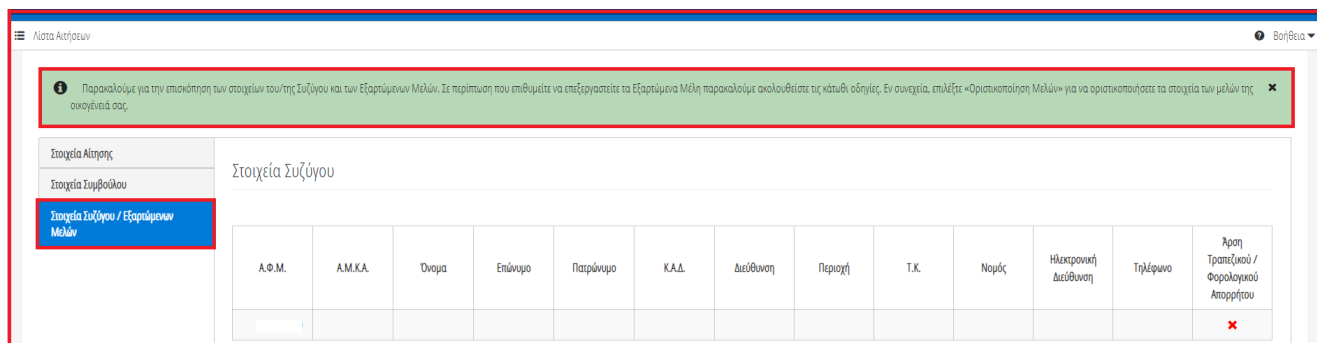 Λίστα Αιτήσεων
Βοήθεια
Παρακαλούμε για την επισκόπηση των στοιχείων του/της Συζύγου και των Εξαρτώμενων Μελών. Σε περίπτωση που επιθυμείτε να επεξεργαστείτε τα Εξαρτώμενα Μέλη παρακαλούμε ακολουθείστε τις κάτωθι οδηγίες. Εν συνεχεία, επιλέξτε «Οριστικοποίηση Μελών» για να οριστικοποιήσετε τα στοιχεία των μελών της
οικογένειά σας.
Στοιχεία Αίτησης
Στοιχεία Συμβούλου
Στοιχεία Συζύγου / Εξαρτώμενων
Μελών
Στοιχεία Συζύγου
Α.Φ.Μ.
Α.Μ.Κ.Α.
Όνομα
Επώνυμο
Πατρώνυμο
Κ.Α.Δ.
Διεύθυνση
Περιοχή
Τ.Κ.
Νομός
Ηλεκτρονική
Διεύθυνση
Τηλέφωνο
Άρση
Τραπεζικού /
Φορολογικού
Απορρήτου